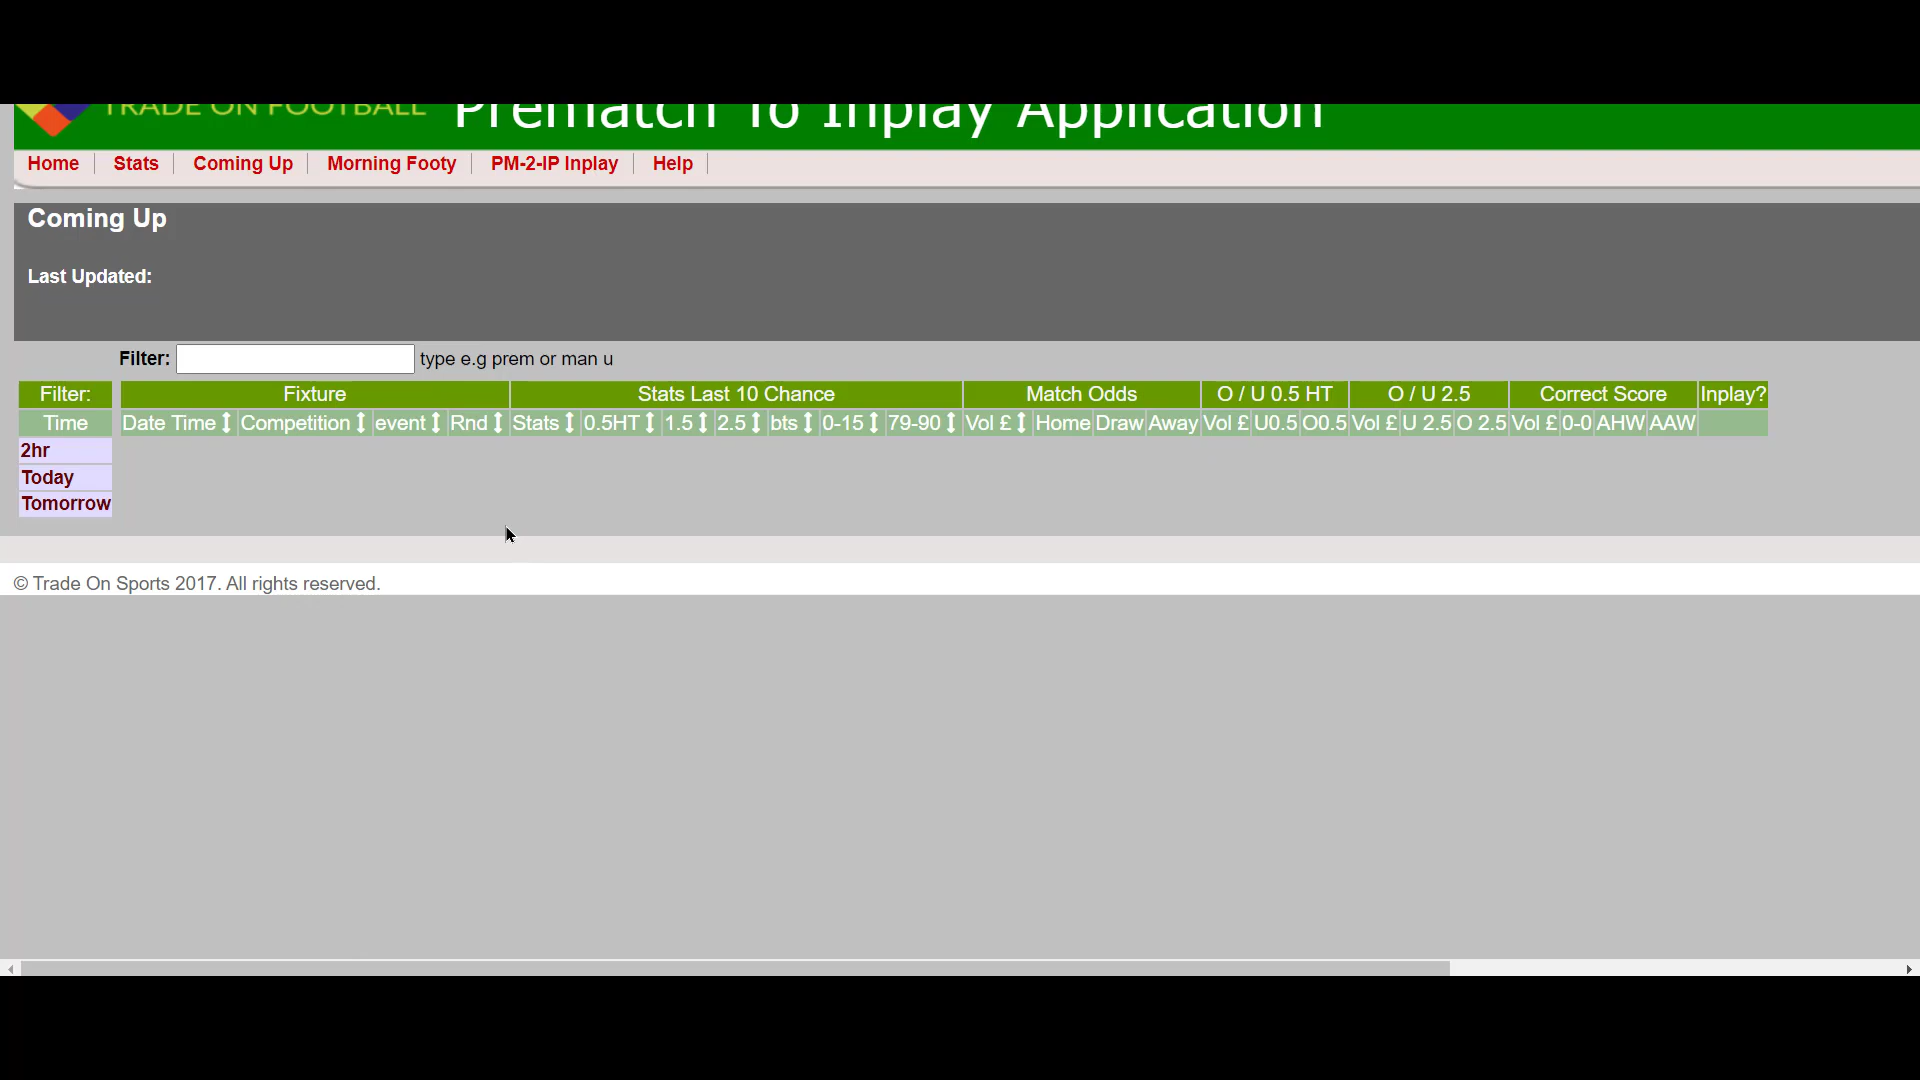 TRADE ON FOOTBALL Prematch To Inplay Application
Home Stats Coming Up Morning Footy PM-2-IP Inplay Help
Coming Up
Last Updated:
Filter: type e.g prem or man u
Filter: Fixture Stats Last 10 Chance Match Odds O / U 0.5 HT O / U 2.5 Correct Score Inplay?
Time Date Time Competition event Rnd Stats 0.5HT 1.5 2.5 bts 0-15 79-90 Vol £ Home Draw Away Vol £ U0.5 O0.5 Vol £ U 2.5 O 2.5 Vol £ 0-0 AHW AAW
2hr
Today
Tomorrow
© Trade On Sports 2017. All rights reserved.